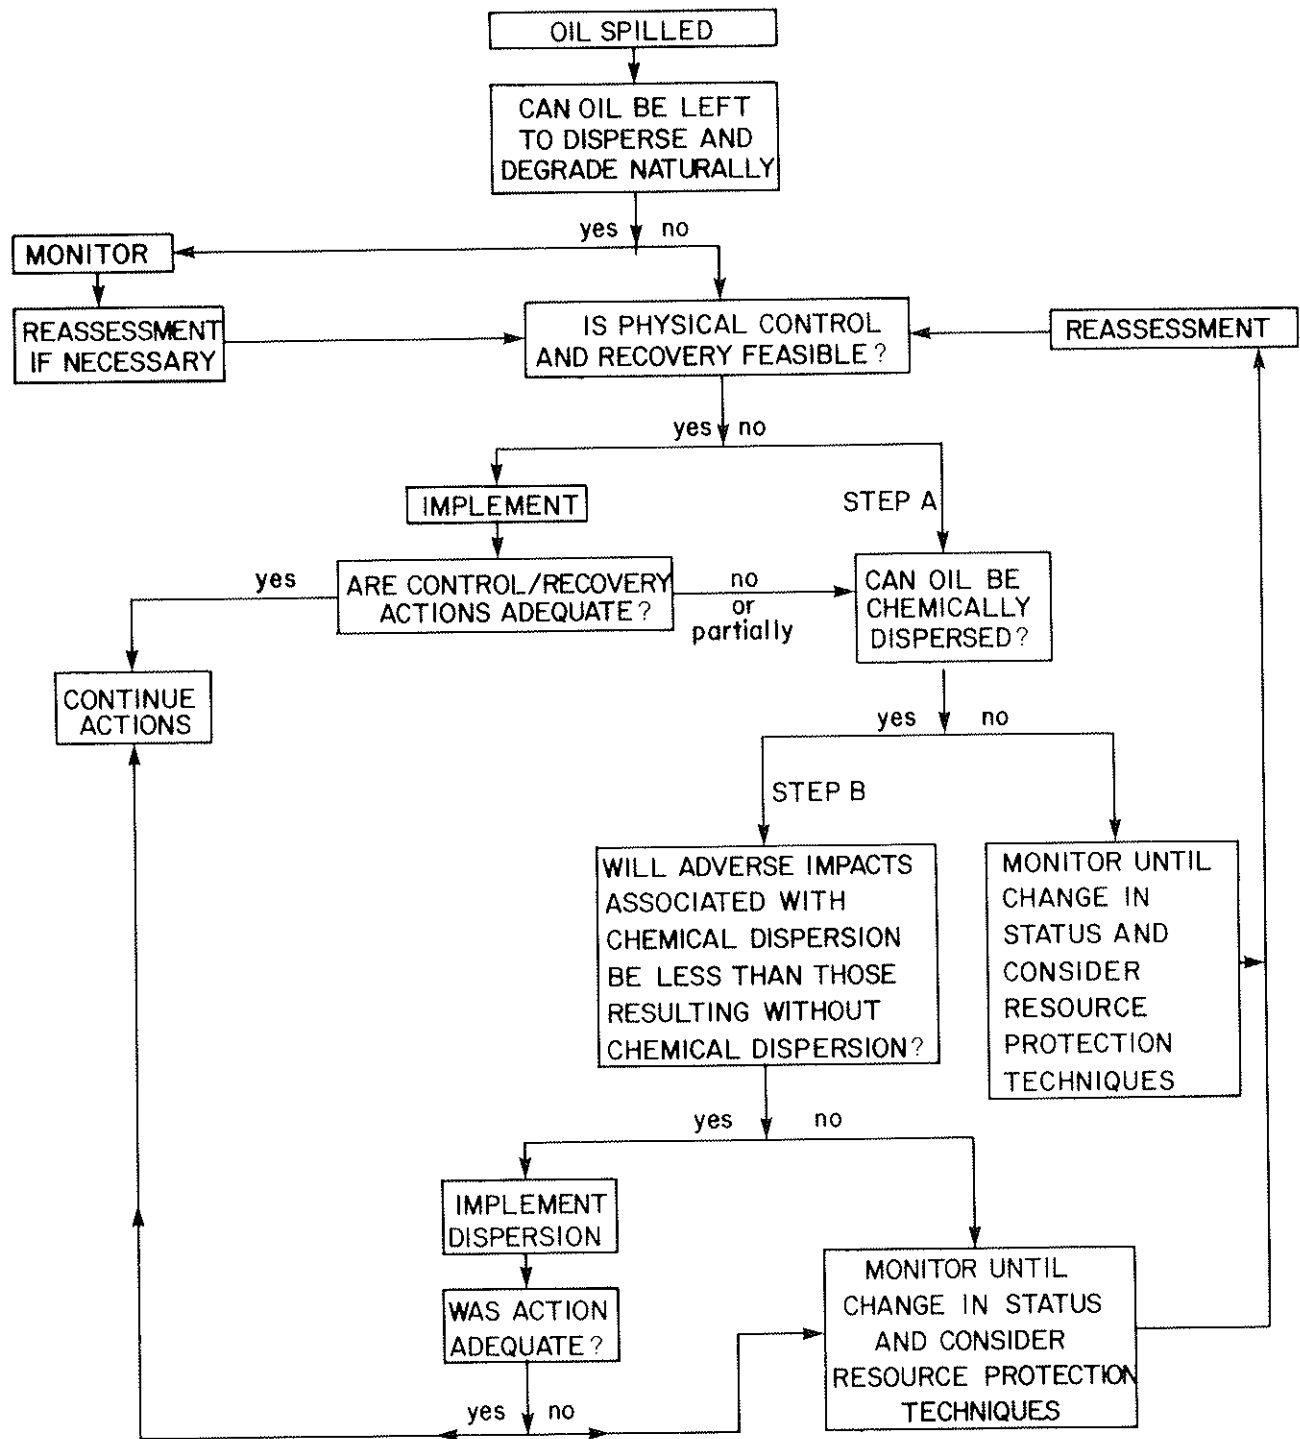 OIL SPILLED
CAN OIL BE LEFT
TO DISPERSE AND
DEGRADE NATURALLY
yes no
MONITOR
REASSESSMENT
IF NECESSARY
IS PHYSICAL CONTROL
AND RECOVERY FEASIBLE?
REASSESSMENT
yes no
IMPLEMENT
STEP A
yes
ARE CONTROL/RECOVERY
ACTIONS ADEQUATE?
no
or
partially
CAN OIL BE
CHEMICALLY
DISPERSED?
CONTINUE
ACTIONS
yes no
STEP B
WILL ADVERSE IMPACTS
ASSOCIATED WITH
CHEMICAL DISPERSION
BE LESS THAN THOSE
RESULTING WITHOUT
CHEMICAL DISPERSION?
MONITOR UNTIL
CHANGE IN
STATUS AND
CONSIDER
RESOURCE
PROTECTION
TECHNIQUES
yes no
IMPLEMENT
DISPERSION
WAS ACTION
ADEQUATE?
MONITOR UNTIL
CHANGE IN STATUS
AND CONSIDER
RESOURCE PROTECTION
TECHNIQUES
yes no